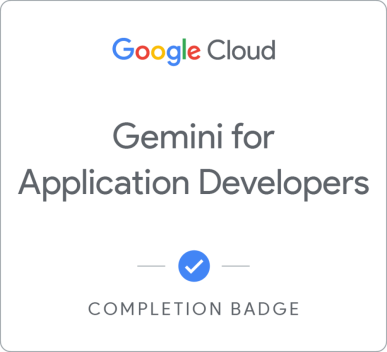 Google Cloud
Gemini for
Application Developers
COMPLETION BADGE